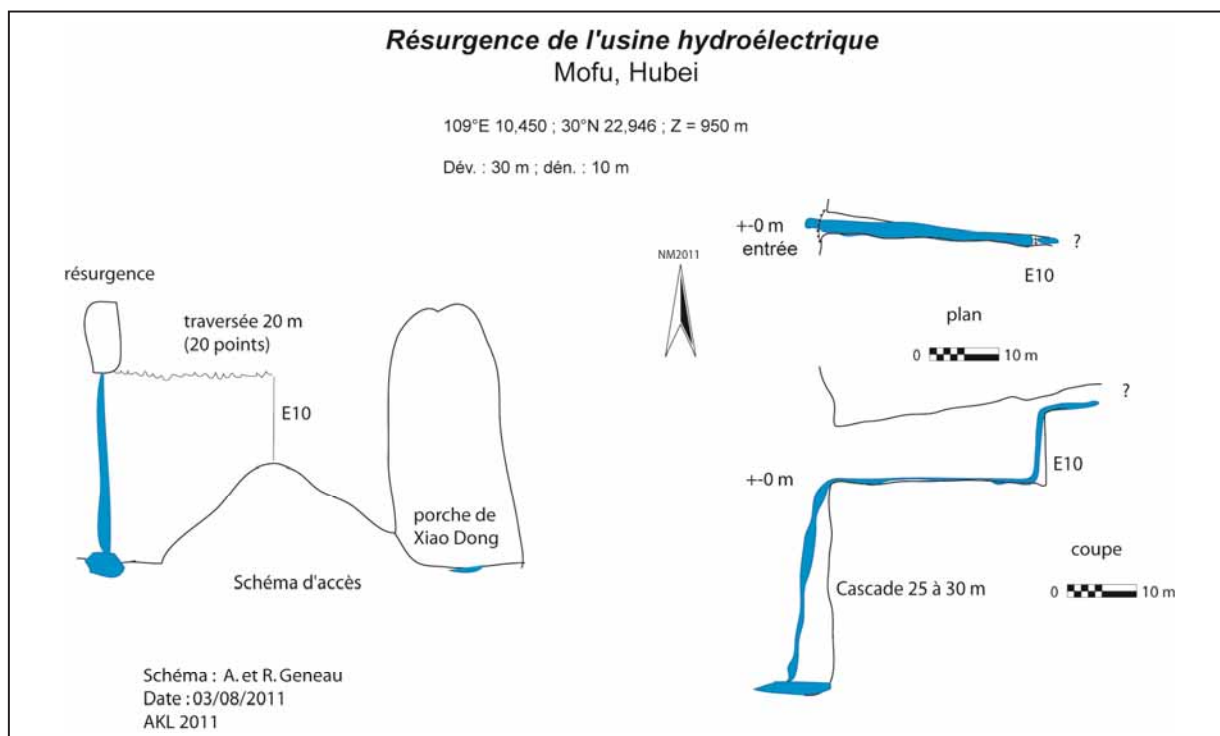 Résurgence de l'usine hydroélectrique
Mofu, Hubei
109°E 10,450 ; 30°N 22,946 ; Z = 950 m
Dév. : 30 m ; dén. : 10 m
résurgence
traversée 20 m
(20 points)
E10
porche de
Xiao Dong
Schéma d'accès
Schéma : A. et R. Geneau
Date : 03/08/2011
AKL 2011
NM2011
+-0 m
entrée
?
E10
plan
0 10 m
?
E10
+-0 m
coupe
Cascade 25 à 30 m
0 10 m